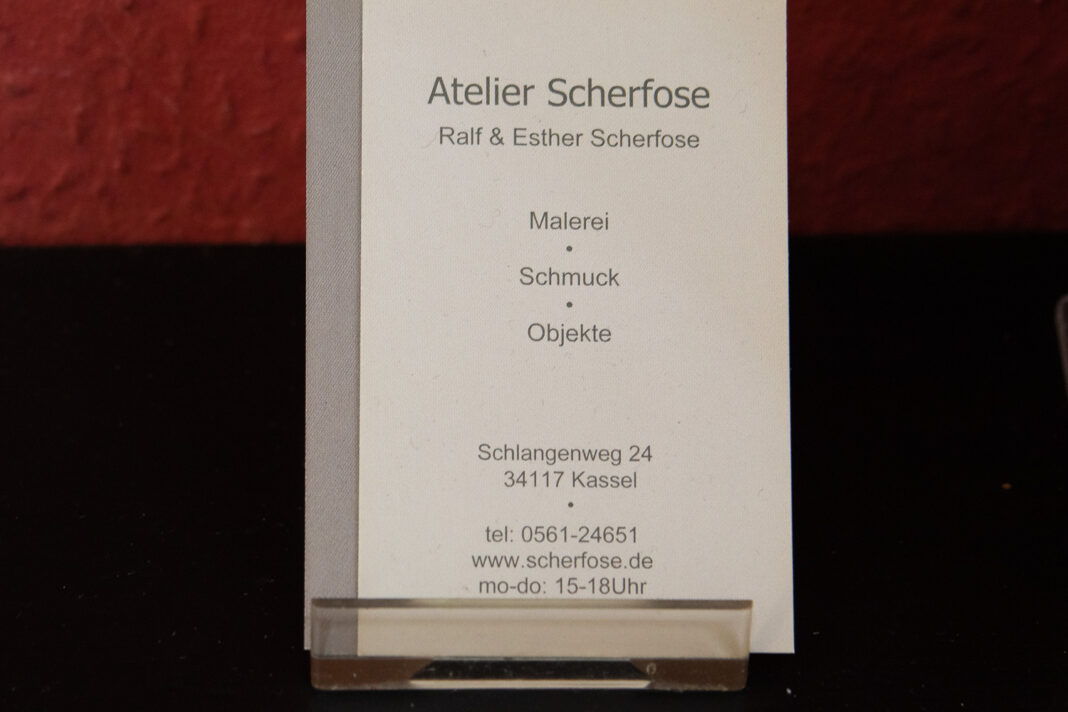 Atelier Scherfose
Ralf & Esther Scherfose
Malerei
•
Schmuck
•
Objekte
Schlangenweg 24
34117 Kassel
•
tel: 0561-24651
www.scherfose.de
mo-do: 15-18Uhr